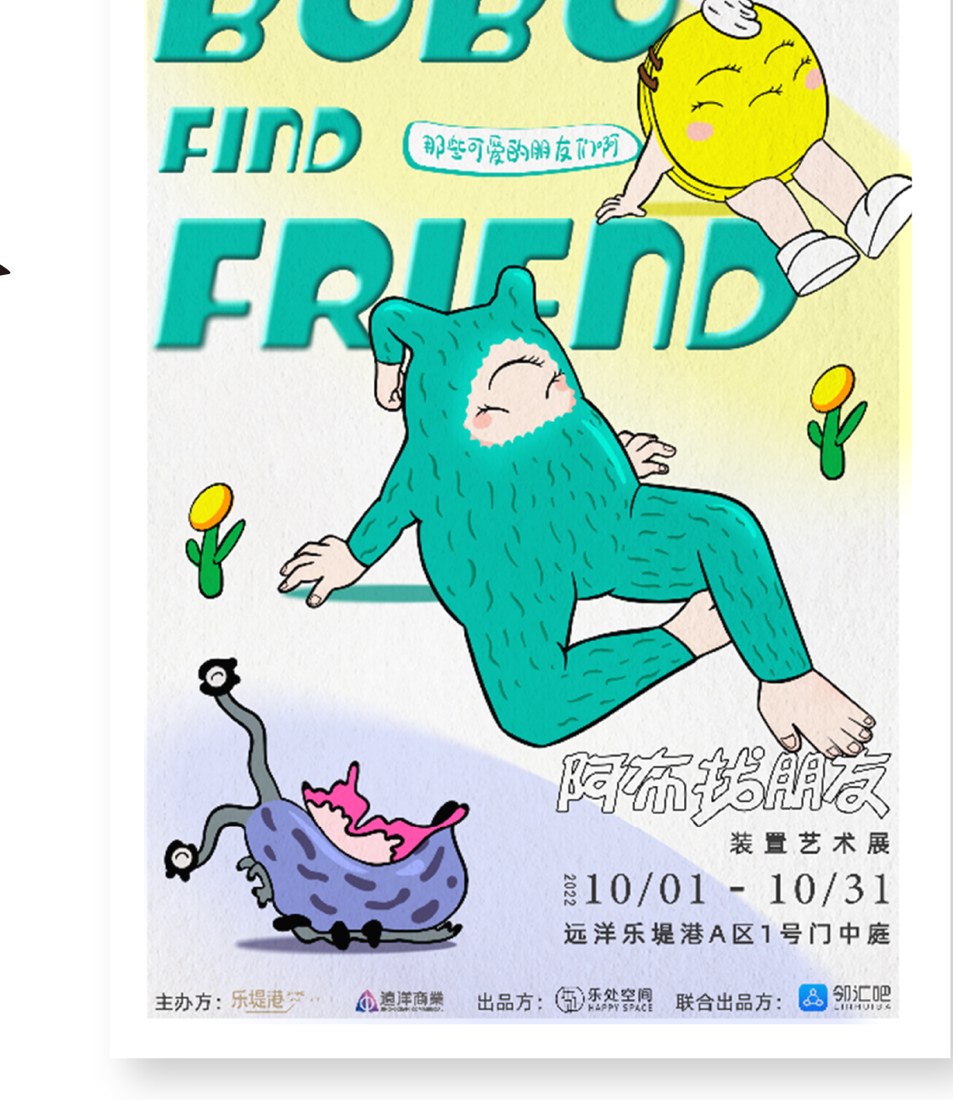 BOBO
FIND
那些可爱的朋友们啊
FRIEND
阿布找朋友
装置艺术展
2022 10/01 - 10/31
远洋乐堤港A区1号门中庭
主办方： 乐堤港 遠洋商業 出品方： 乐处空间 HAPPY SPACE 联合出品方： 邻汇吧 LINHUIBA